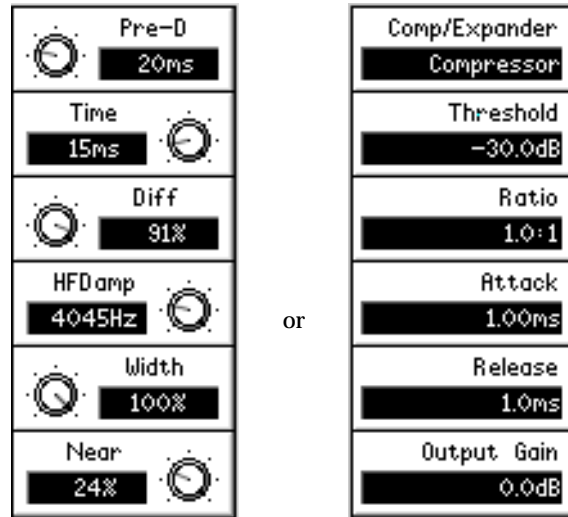 Pre-D
20ms
Time
15ms
Diff
91%
HFDamp
4045Hz
Width
100%
Near
24%
or
Comp/Expander
Compressor
Threshold
-30.0dB
Ratio
1.0:1
Attack
1.00ms
Release
1.0ms
Output Gain
0.0dB